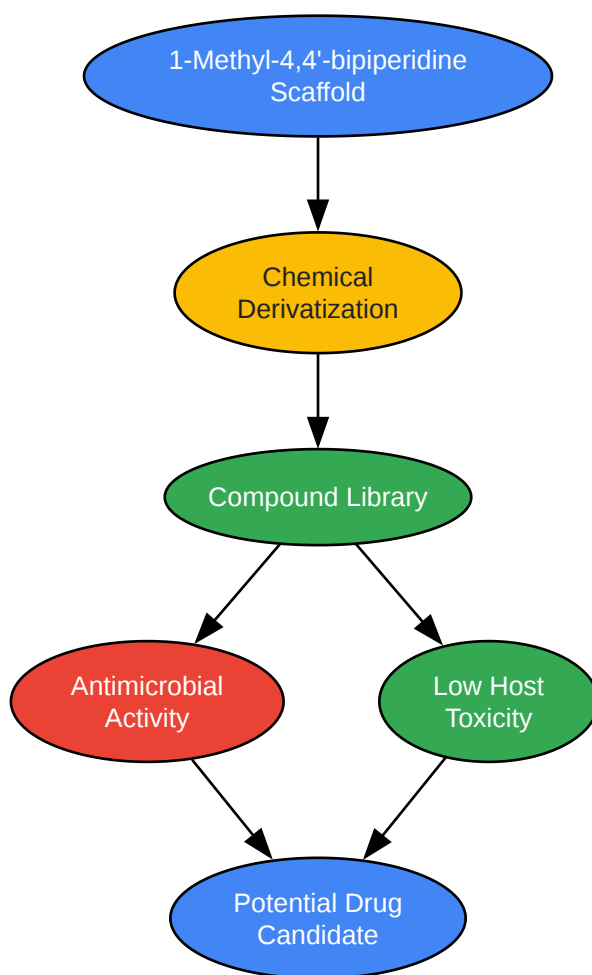 1-Methyl-4,4'-bipiperidine
Scaffold
Chemical
Derivatization
Compound Library
Antimicrobial
Activity
Low Host
Toxicity
Potential Drug
Candidate